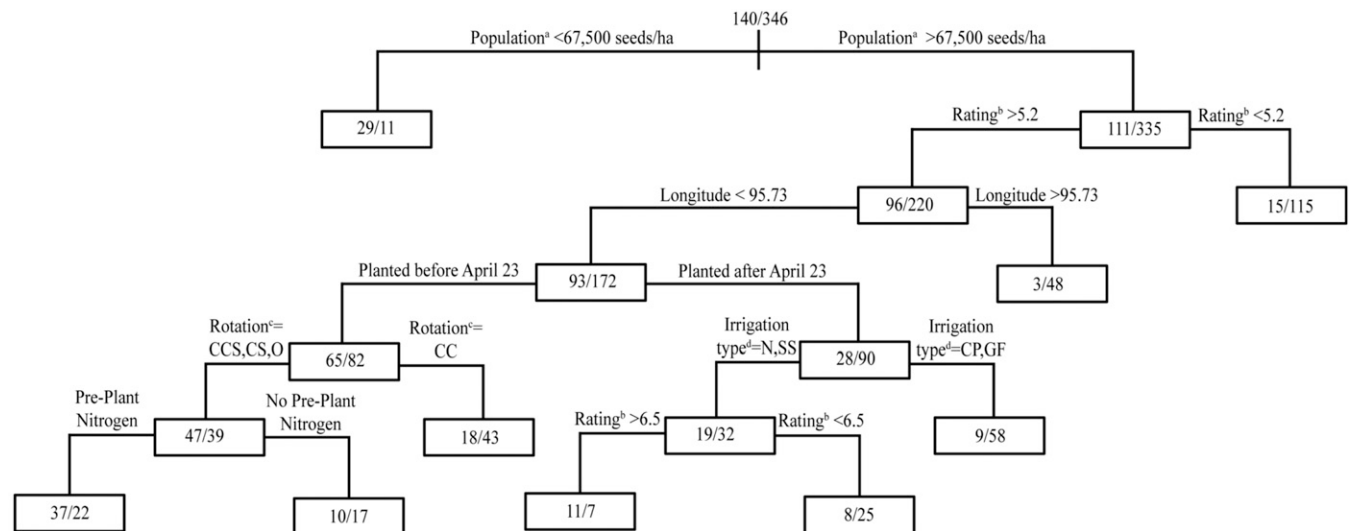 140/346
Populationᵃ <67,500 seeds/ha
Populationᵃ >67,500 seeds/ha
29/11
Ratingᵇ >5.2
111/335
Ratingᵇ <5.2
Longitude < 95.73
96/220
Longitude >95.73
15/115
Planted before April 23
93/172
Planted after April 23
3/48
Rotationᶜ=
CCS,CS,O
65/82
Rotationᶜ=
CC
Irrigation
typeᵈ=N,SS
28/90
Irrigation
typeᵈ=CP,GF
Pre-Plant
Nitrogen
47/39
No Pre-Plant
Nitrogen
18/43
Ratingᵇ >6.5
19/32
Ratingᵇ <6.5
9/58
37/22
10/17
11/7
8/25